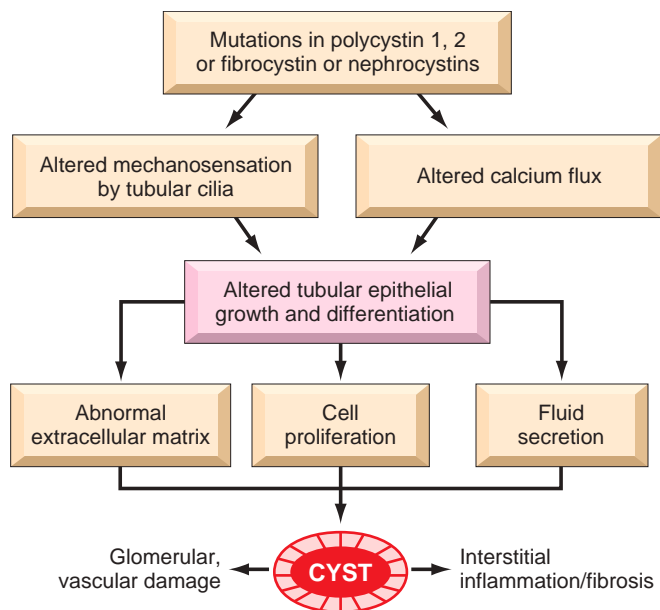 Mutations in polycystin 1, 2
or fibrocystin or nephrocystins
Altered mechanosensation
by tubular cilia
Altered calcium flux
Altered tubular epithelial
growth and differentiation
Abnormal
extracellular matrix
Cell
proliferation
Fluid
secretion
Glomerular,
vascular damage
CYST
Interstitial
inflammation/fibrosis